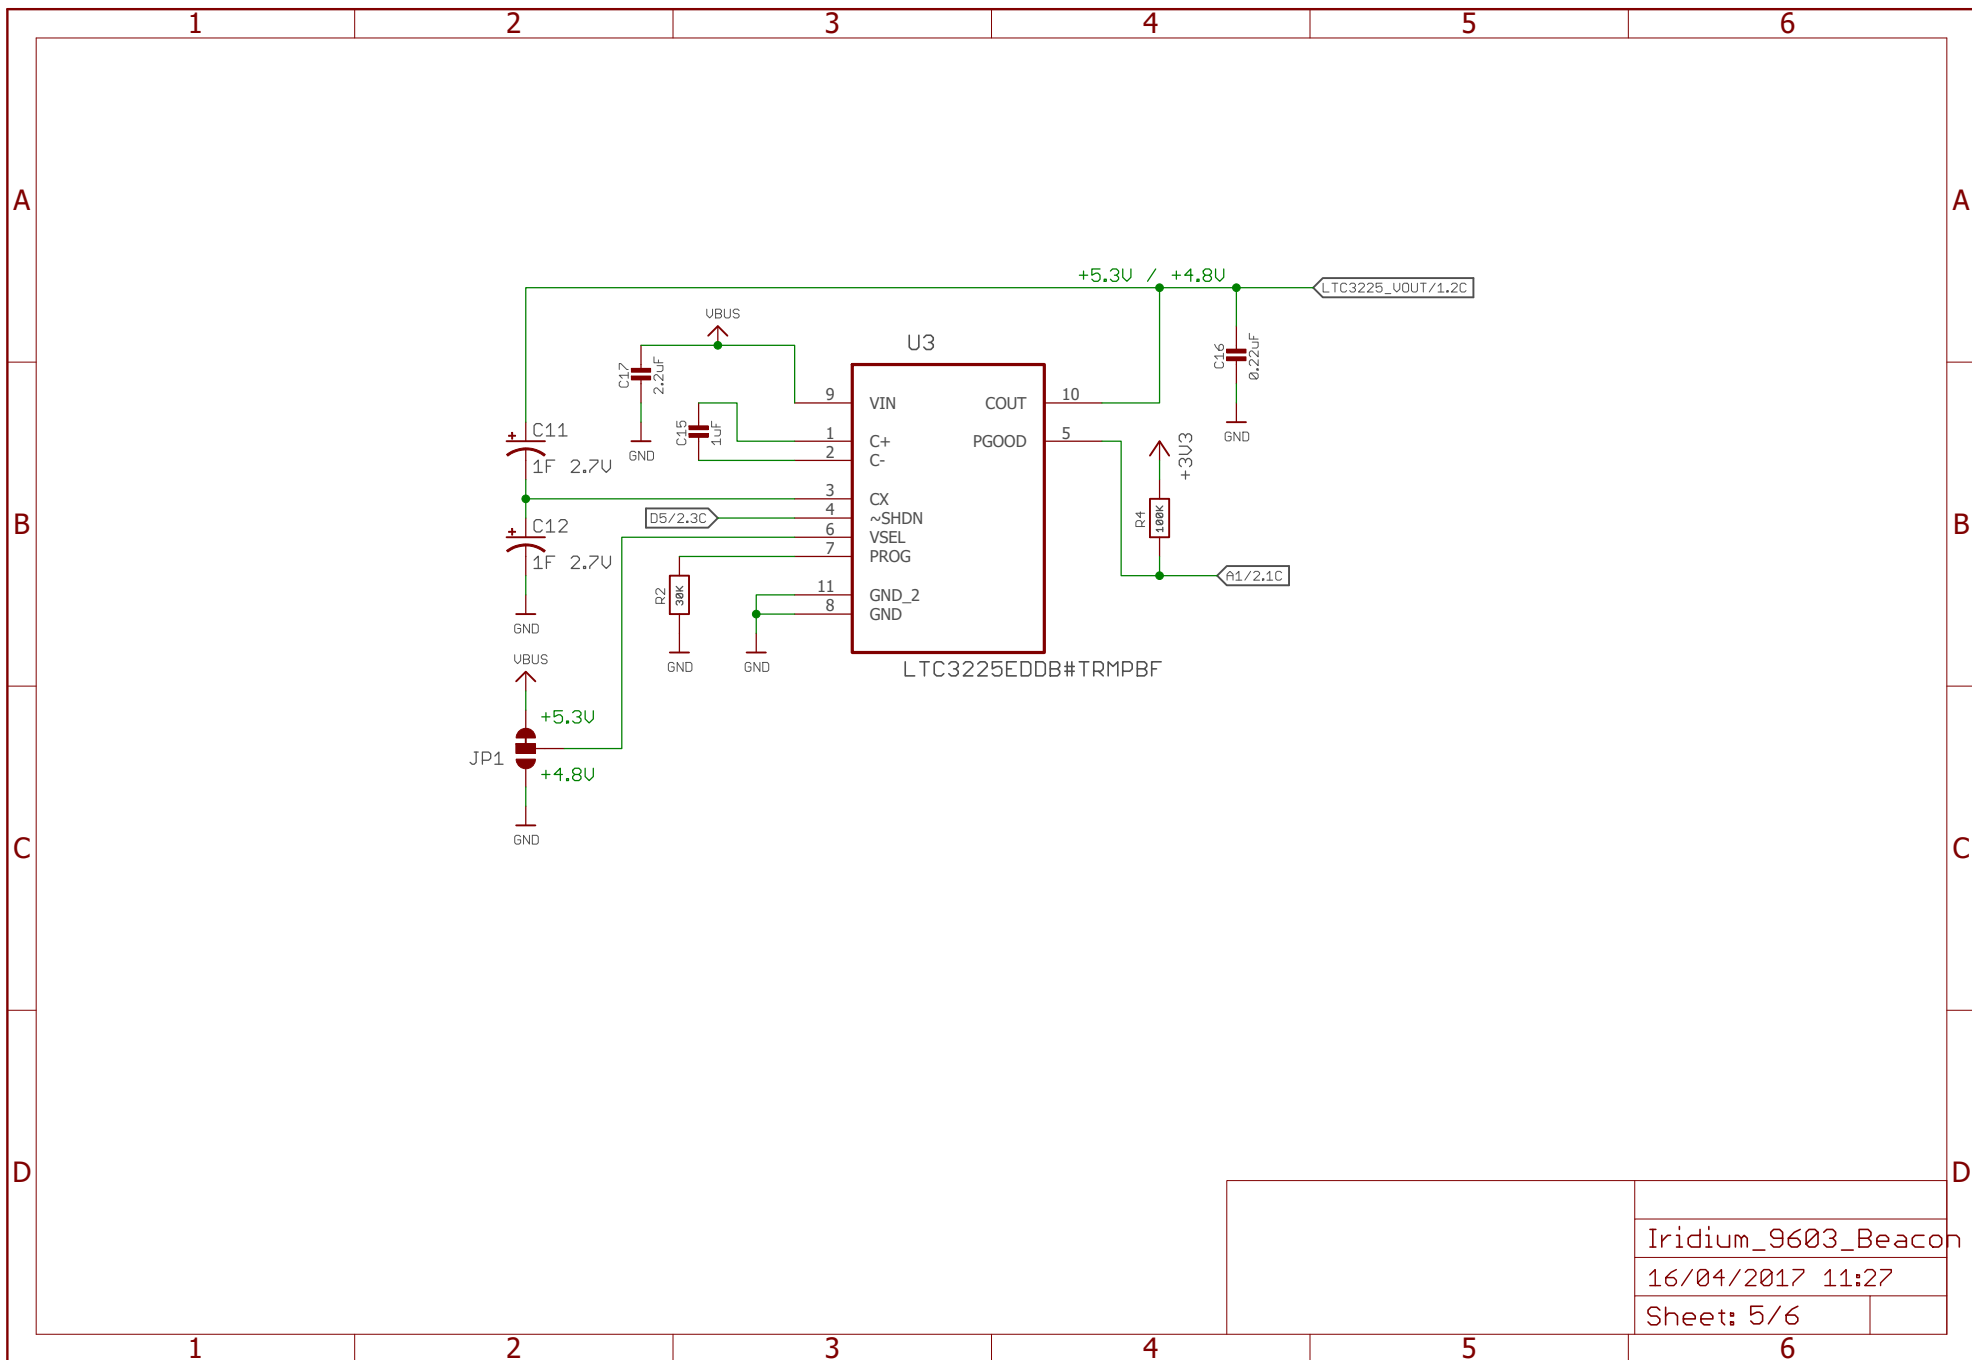 1 2 3 4 5 6
A A
+5.3V / +4.8V
LTC3225_VOUT/1.2C
VBUS
U3
C17
2.2uF
C16
0.22uF
9 VIN COUT 10
C15
1uF
GND
1 C+ PGOOD 5
2 C-
+3V3
GND
C11
1F 2.7V
3 CX
D5/2.3C
4 ~SHDN
R4
100K
B B
C12
6 VSEL
7 PROG
1F 2.7V
A1/2.1C
R2
30K
11 GND_2
8 GND
GND
GND
GND
LTC3225EDDB#TRMPBF
VBUS
+5.3V
JP1
+4.8V
GND
C C
D D
Iridium_9603_Beacon
16/04/2017 11:27
Sheet: 5/6
1 2 3 4 5 6